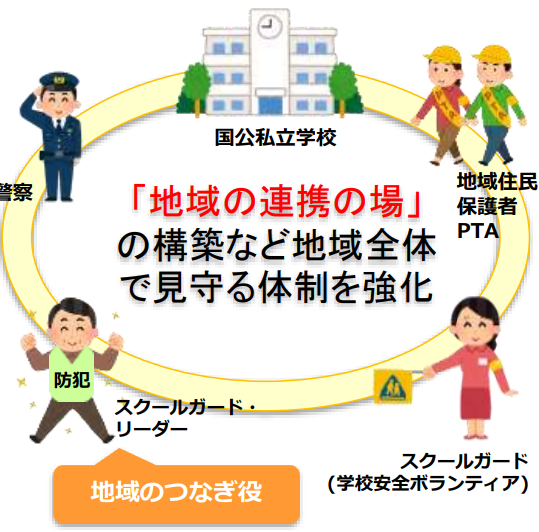 国公私立学校
警察
地域住民
保護者
PTA
「地域の連携の場」
の構築など地域全体
で見守る体制を強化
防犯
スクールガード・
リーダー
地域のつなぎ役
スクールガード
(学校安全ボランティア)